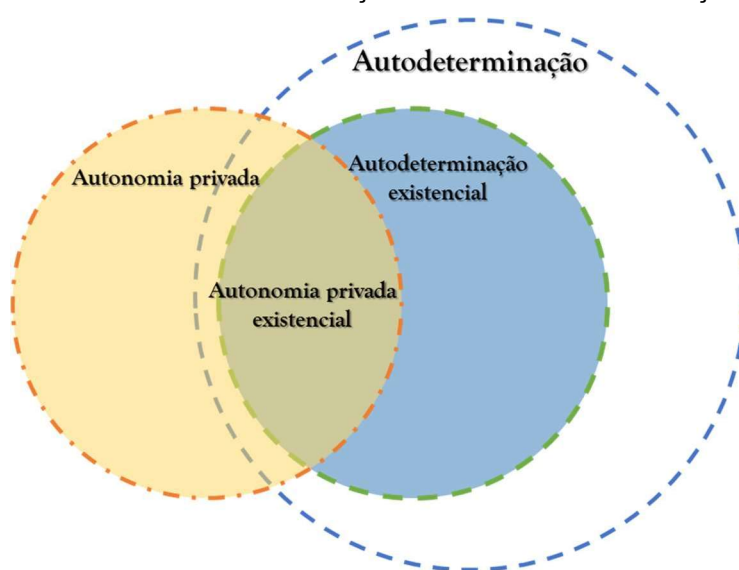 Autodeterminação
Autodeterminação
existencial
Autonomia privada
Autonomia privada
existencial